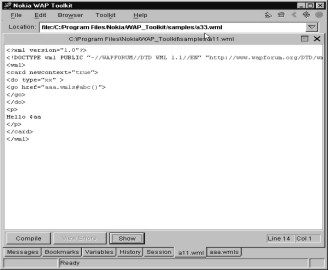 Nokia WAP Toolkit
File Edit Browser Toolkit Help
Location: file:C:Program Files/Nokia/WAP_Toolkit/samples/a33.wml
C:\Program Files\Nokia\WAP_Toolkit\samples\a11.wml
<?xml version="1.0"?>
<!DOCTYPE wml PUBLIC "-//WAPFORUM//DTD WML 1.1//EN" "http://www.wapforum.org/DTD/wm
<wml>
<card newcontext="true">
<do type="xx" >
<go href="aaa.wmls#abc()">
</go>
</do>
<p>
Hello $aa
</p>
</card>
</wml>
Compile View Errors Show Line 14: Col 1
Messages Bookmarks Variables History Session a11.wml aaa.wmls
Ready